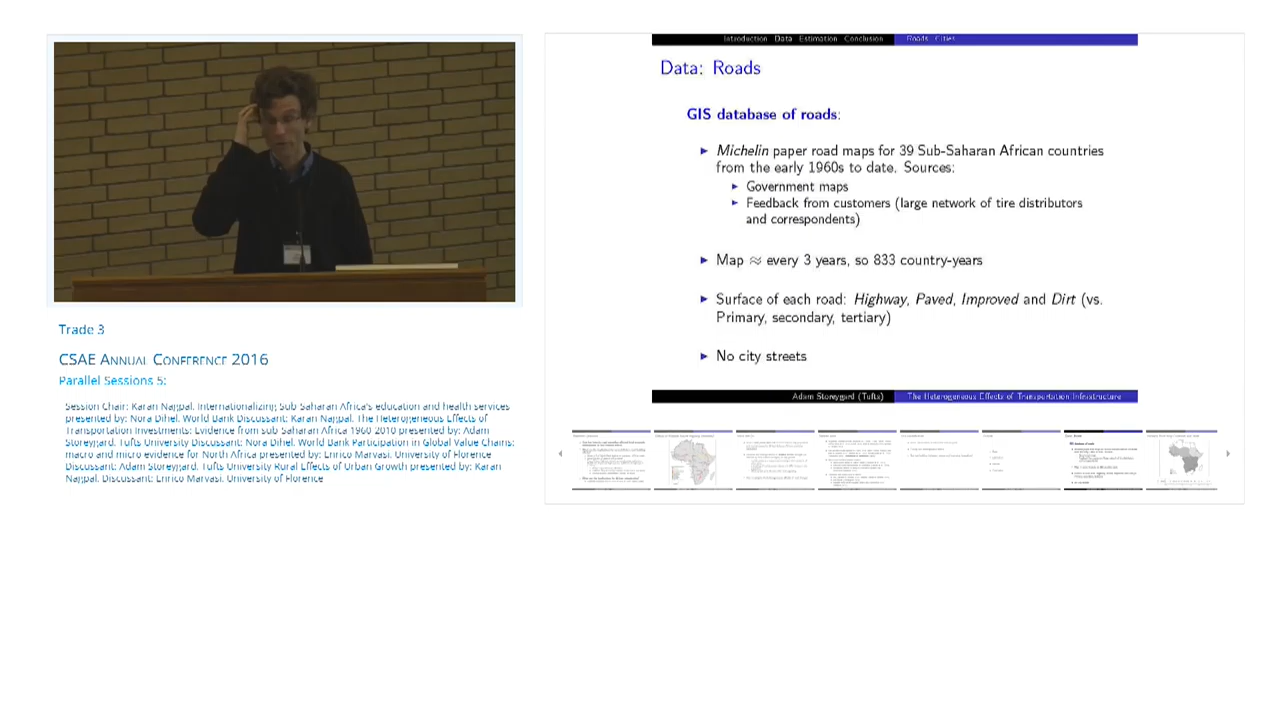 Trade 3
CSAE Annual Conference 2016
Parallel Sessions 5:
Session Chair: Karan Nagpal. Internationalizing Sub Saharan Africa's education and health services
presented by: Nora Dihel. World Bank Discussant: Karan Nagpal. The Heterogeneous Effects of
Transportation Investments: Evidence from sub Saharan Africa 1960 2010 presented by: Adam
Storeygard. Tufts University Discussant: Nora Dihel. World Bank Participation in Global Value Chains:
macro and micro evidence for North Africa presented by: Enrico Marvasi. University of Florence
Discussant: Adam Storeygard. Tufts University Rural Effects of Urban Growth presented by: Karan
Nagpal. Discussant: Enrico Marvasi. University of Florence
Introduction Data Estimation Conclusion Roads Cities
Data: Roads
GIS database of roads:
Michelin paper road maps for 39 Sub-Saharan African countries
from the early 1960s to date. Sources:
Government maps
Feedback from customers (large network of tire distributors
and correspondents)
Map ≈ every 3 years, so 833 country-years
Surface of each road: Highway, Paved, Improved and Dirt (vs.
Primary, secondary, tertiary)
No city streets
Adam Storeygard (Tufts) The Heterogeneous Effects of Transportation Infrastructure